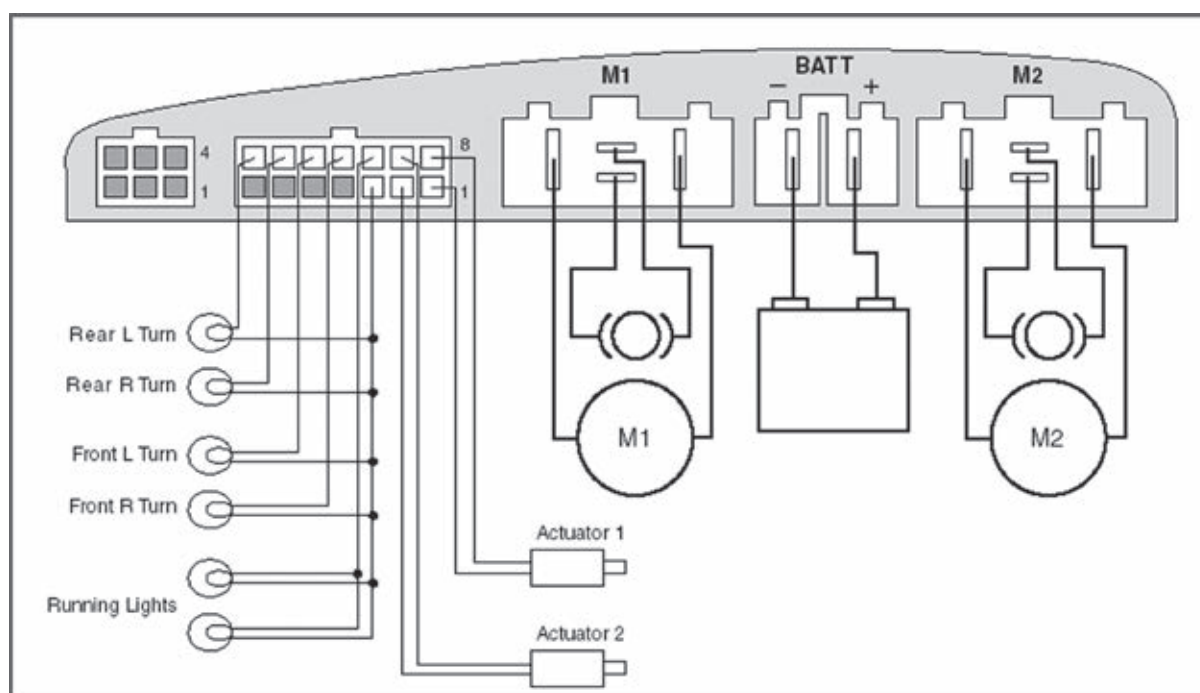 M1
BATT
M2
− +
4
1
8
1
Rear L Turn
Rear R Turn
Front L Turn
Front R Turn
Running Lights
M1
M2
Actuator 1
Actuator 2